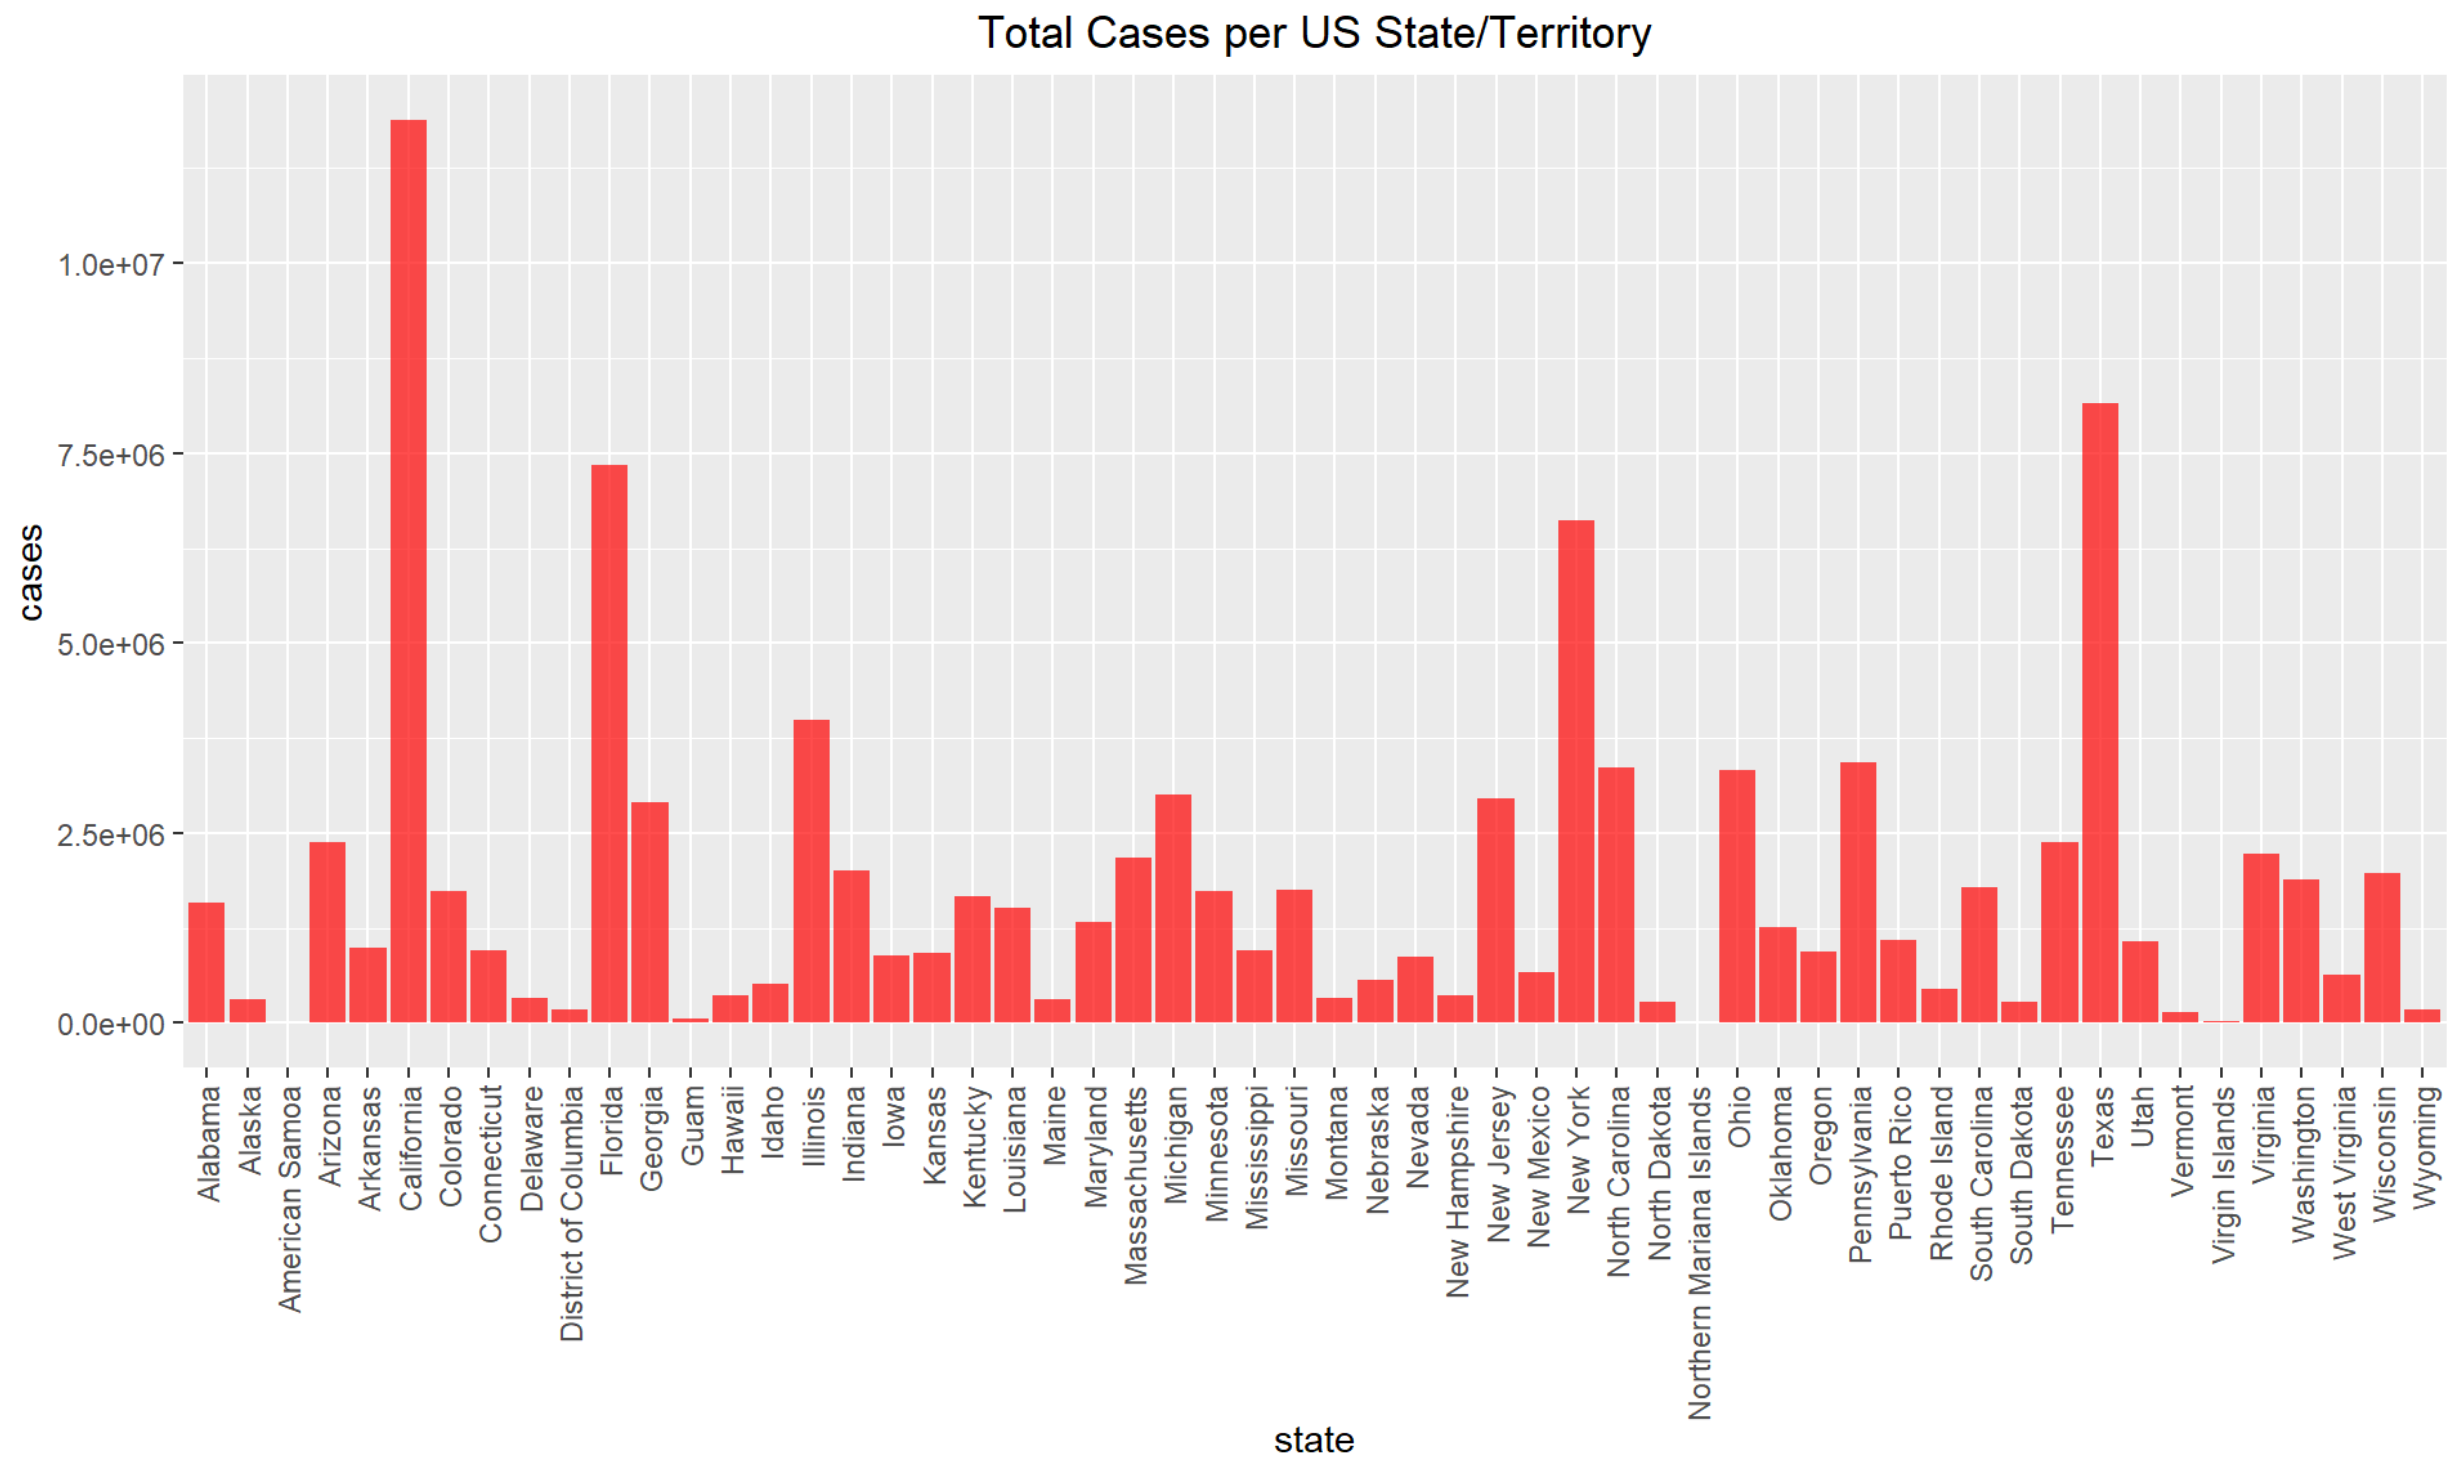 Total Cases per US State/Territory
cases
1.0e+07
7.5e+06
5.0e+06
2.5e+06
0.0e+00
Alabama
Alaska
American Samoa
Arizona
Arkansas
California
Colorado
Connecticut
Delaware
District of Columbia
Florida
Georgia
Guam
Hawaii
Idaho
Illinois
Indiana
Iowa
Kansas
Kentucky
Louisiana
Maine
Maryland
Massachusetts
Michigan
Minnesota
Mississippi
Missouri
Montana
Nebraska
Nevada
New Hampshire
New Jersey
New Mexico
New York
North Carolina
North Dakota
Northern Mariana Islands
Ohio
Oklahoma
Oregon
Pennsylvania
Puerto Rico
Rhode Island
South Carolina
South Dakota
Tennessee
Texas
Utah
Vermont
Virgin Islands
Virginia
Washington
West Virginia
Wisconsin
Wyoming
state